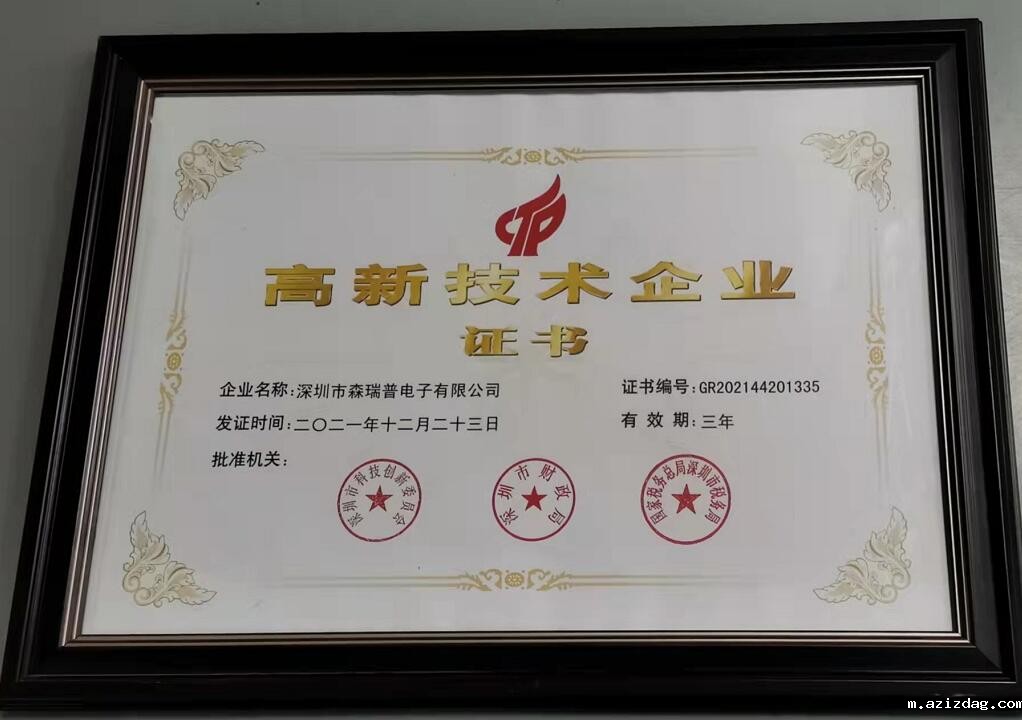 CTP
高新技术企业
证书
企业名称:深圳市森瑞普电子有限公司
证书编号:GR202144201335
发证时间:二〇二一年十二月二十三日
有效期:三年
批准机关:
深圳市科技创新委员会
深圳市财政局
国家税务总局深圳市税务局
m.azizdag.com